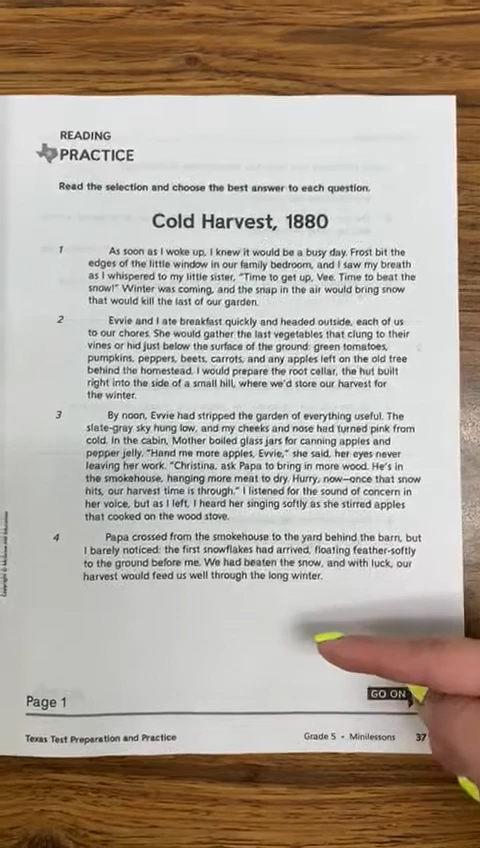 READING
PRACTICE
Read the selection and choose the best answer to each question.
Cold Harvest, 1880
1 As soon as I woke up, I knew it would be a busy day. Frost bit the
edges of the little window in our family bedroom, and I saw my breath
as I whispered to my little sister, "Time to get up, Vee. Time to beat the
snow!" Winter was coming, and the snap in the air would bring snow
that would kill the last of our garden.
2 Evvie and I ate breakfast quickly and headed outside, each of us
to our chores. She would gather the last vegetables that clung to their
vines or hid just below the surface of the ground: green tomatoes,
pumpkins, peppers, beets, carrots, and any apples left on the old tree
behind the homestead. I would prepare the root cellar, the hut built
right into the side of a small hill, where we'd store our harvest for
the winter.
3 By noon, Evvie had stripped the garden of everything useful. The
slate-gray sky hung low, and my cheeks and nose had turned pink from
cold. In the cabin, Mother boiled glass jars for canning apples and
pepper jelly. "Hand me more apples, Evvie," she said, her eyes never
leaving her work. "Christina, ask Papa to bring in more wood. He's in
the smokehouse, hanging more meat to dry. Hurry, now—once that snow
hits, our harvest time is through." I listened for the sound of concern in
her voice, but as I left, I heard her singing softly as she stirred apples
that cooked on the wood stove.
4 Papa crossed from the smokehouse to the yard behind the barn, but
I barely noticed: the first snowflakes had arrived, floating feather-softly
to the ground before me. We had beaten the snow, and with luck, our
harvest would feed us well through the long winter.
GO ON
Page 1
Texas Test Preparation and Practice
Grade 5 • Minilessons 37